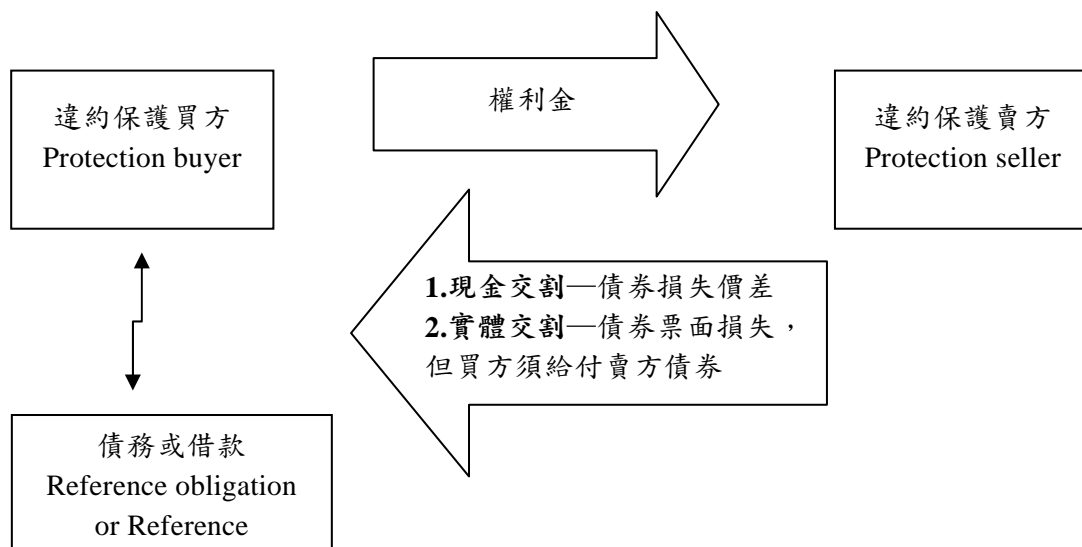 違約保護買方
Protection buyer
權利金
違約保護賣方
Protection seller
1.現金交割—債券損失價差
2.實體交割—債券票面損失，
但買方須給付賣方債券
債務或借款
Reference obligation
or Reference